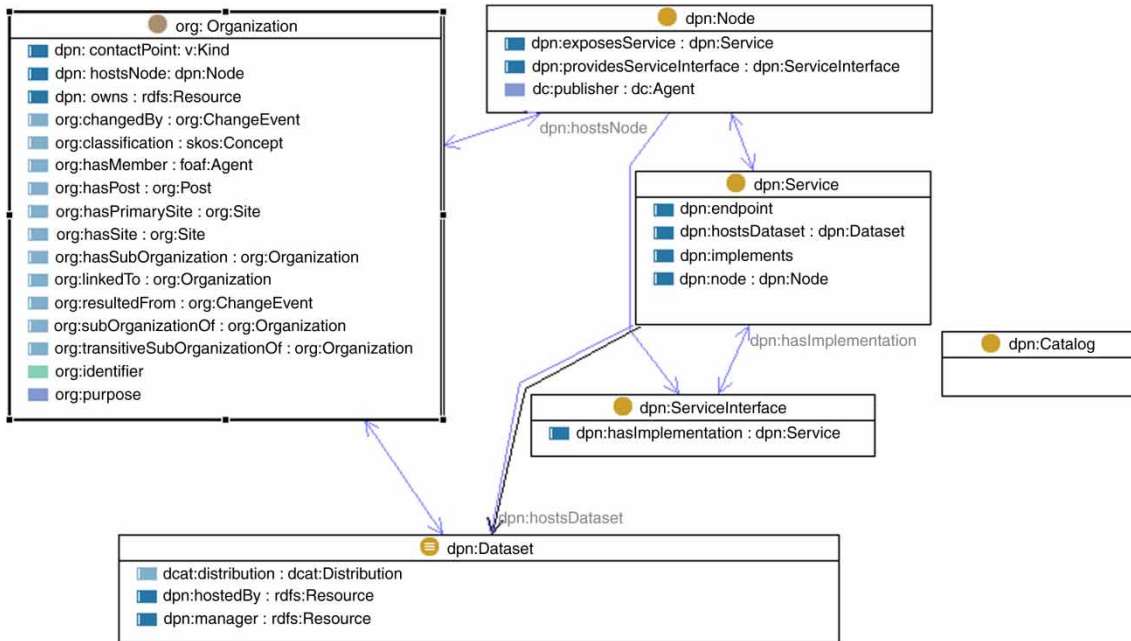 org: Organization
dpn: contactPoint: v:Kind
dpn: hostsNode: dpn:Node
dpn: owns : rdfs:Resource
org:changedBy : org:ChangeEvent
org:classification : skos:Concept
org:hasMember : foaf:Agent
org:hasPost : org:Post
org:hasPrimarySite : org:Site
org:hasSite : org:Site
org:hasSubOrganization : org:Organization
org:linkedTo : org:Organization
org:resultedFrom : org:ChangeEvent
org:subOrganizationOf : org:Organization
org:transitiveSubOrganizationOf : org:Organization
org:identifier
org:purpose
dpn:Node
dpn:exposesService : dpn:Service
dpn:providesServiceInterface : dpn:ServiceInterface
dc:publisher : dc:Agent
dpn:hostsNode
dpn:Service
dpn:endpoint
dpn:hostsDataset : dpn:Dataset
dpn:implements
dpn:node : dpn:Node
dpn:hasImplementation
dpn:Catalog
dpn:ServiceInterface
dpn:hasImplementation : dpn:Service
dpn:hostsDataset
dpn:Dataset
dcat:distribution : dcat:Distribution
dpn:hostedBy : rdfs:Resource
dpn:manager : rdfs:Resource